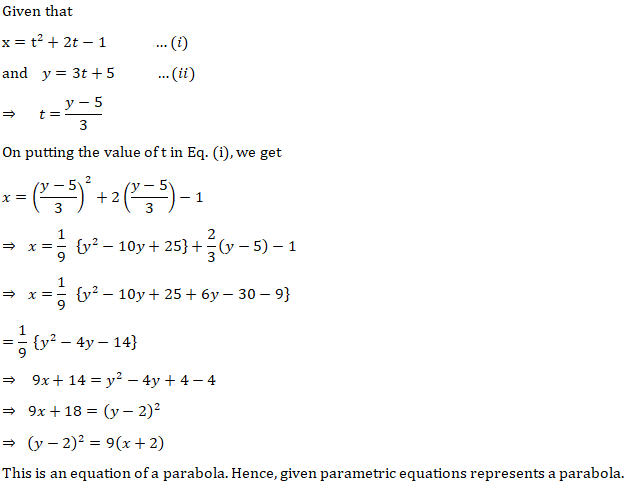 Given that
x = t² + 2t − 1 … (i)
and y = 3t + 5 … (ii)
⇒ t = (y − 5)/3
On putting the value of t in Eq. (i), we get
x = ((y − 5)/3)² + 2((y − 5)/3) − 1
⇒ x = 1/9 {y² − 10y + 25} + 2/3 (y − 5) − 1
⇒ x = 1/9 {y² − 10y + 25 + 6y − 30 − 9}
= 1/9 {y² − 4y − 14}
⇒ 9x + 14 = y² − 4y + 4 − 4
⇒ 9x + 18 = (y − 2)²
⇒ (y − 2)² = 9(x + 2)
This is an equation of a parabola. Hence, given parametric equations represents a parabola.